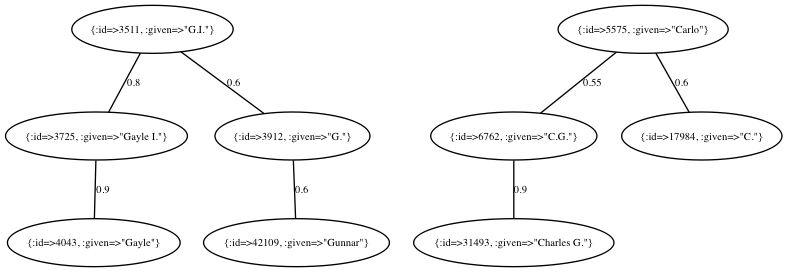 {:id=>3511, :given=>"G.I."}
{:id=>5575, :given=>"Carlo"}
0.8
0.6
0.55
0.6
{:id=>3725, :given=>"Gayle I."}
{:id=>3912, :given=>"G."}
{:id=>6762, :given=>"C.G."}
{:id=>17984, :given=>"C."}
0.9
0.6
0.9
{:id=>4043, :given=>"Gayle"}
{:id=>42109, :given=>"Gunnar"}
{:id=>31493, :given=>"Charles G."}